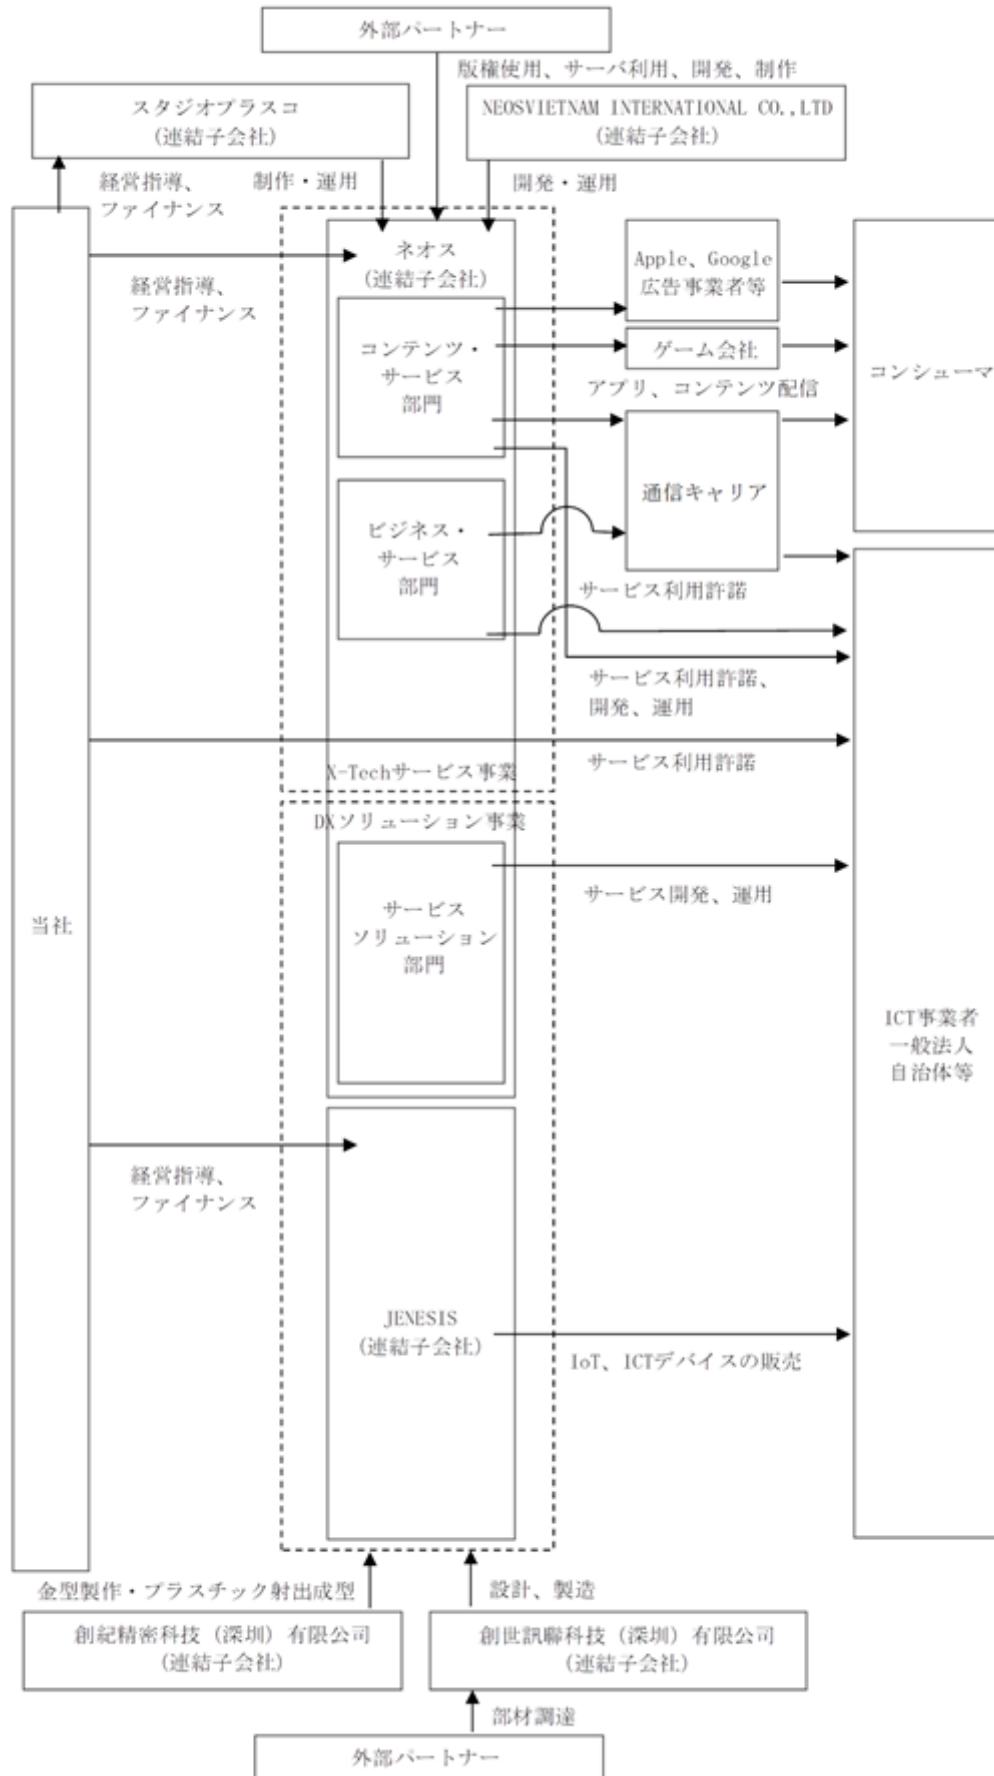 外部パートナー
版権使用、サーバ利用、開発、制作
スタジオプラスコ
(連結子会社)
NEOSVIETNAM INTERNATIONAL CO.,LTD
(連結子会社)
経営指導、
ファイナンス
制作・運用
開発・運用
ネオス
(連結子会社)
経営指導、
ファイナンス
Apple、Google
広告事業者等
コンテンツ・
サービス
部門
ゲーム会社
コンシューマ
アプリ、コンテンツ配信
通信キャリア
ビジネス・
サービス
部門
サービス利用許諾
サービス利用許諾、
開発、運用
サービス利用許諾
X-Techサービス事業
DXソリューション事業
サービス開発、運用
サービス
ソリューション
部門
当社
ICT事業者
一般法人
自治体等
経営指導、
ファイナンス
JENESIS
(連結子会社)
IoT、ICTデバイスの販売
金型製作・プラスチック射出成型
設計、製造
創紀精密科技（深圳）有限公司
(連結子会社)
創世訊聯科技（深圳）有限公司
(連結子会社)
部材調達
外部パートナー